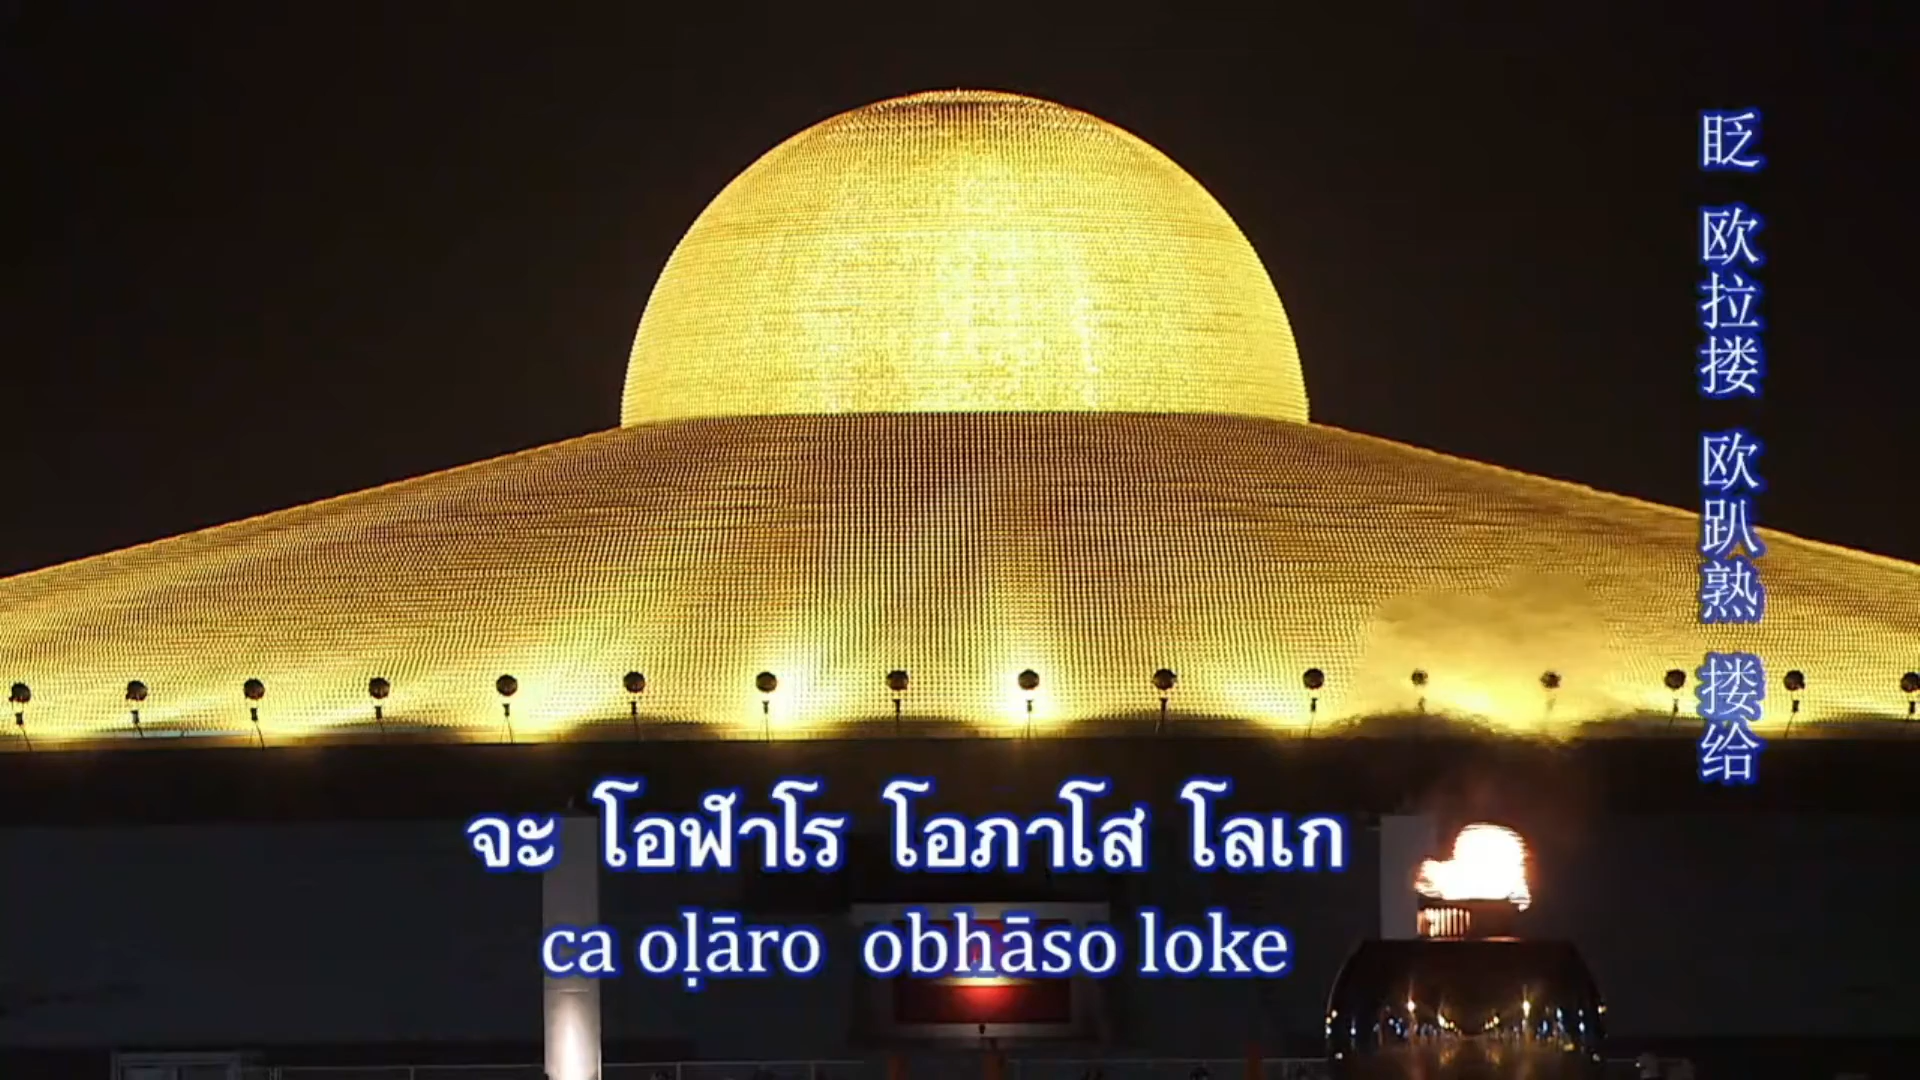 眨 欧拉搂 欧趴熟 搂给
จะ โอฬาโร โอภาโส โลเก
ca oḷāro obhāso loke